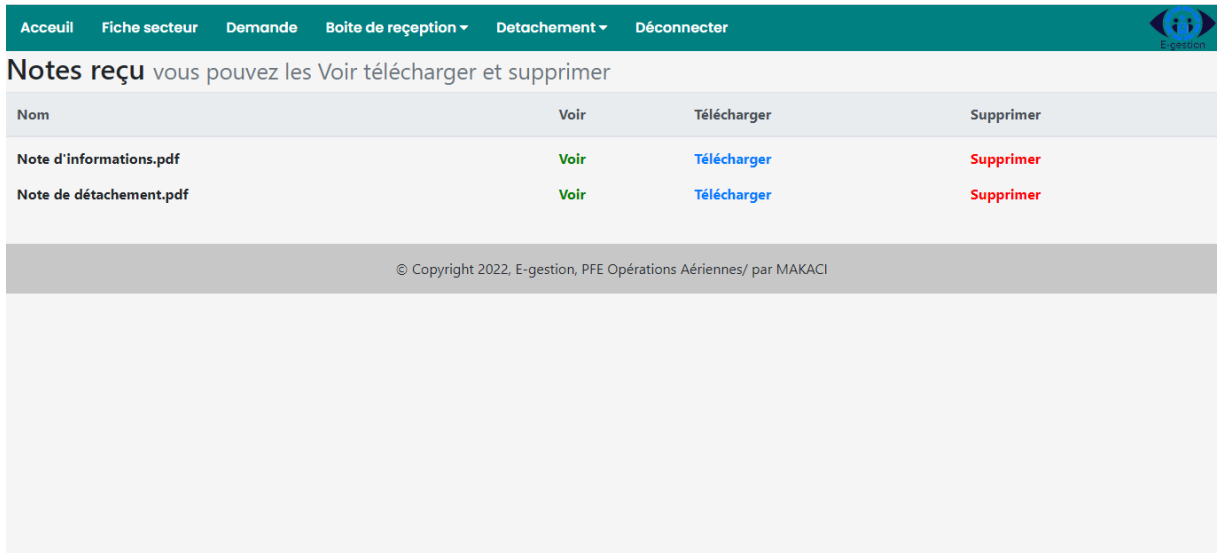 Acceuil Fiche secteur Demande Boite de reçeption Detachement Déconnecter
E-gestion
Notes reçu vous pouvez les Voir télécharger et supprimer
Nom Voir Télécharger Supprimer
Note d'informations.pdf Voir Télécharger Supprimer
Note de détachement.pdf Voir Télécharger Supprimer
© Copyright 2022, E-gestion, PFE Opérations Aériennes/ par MAKACI